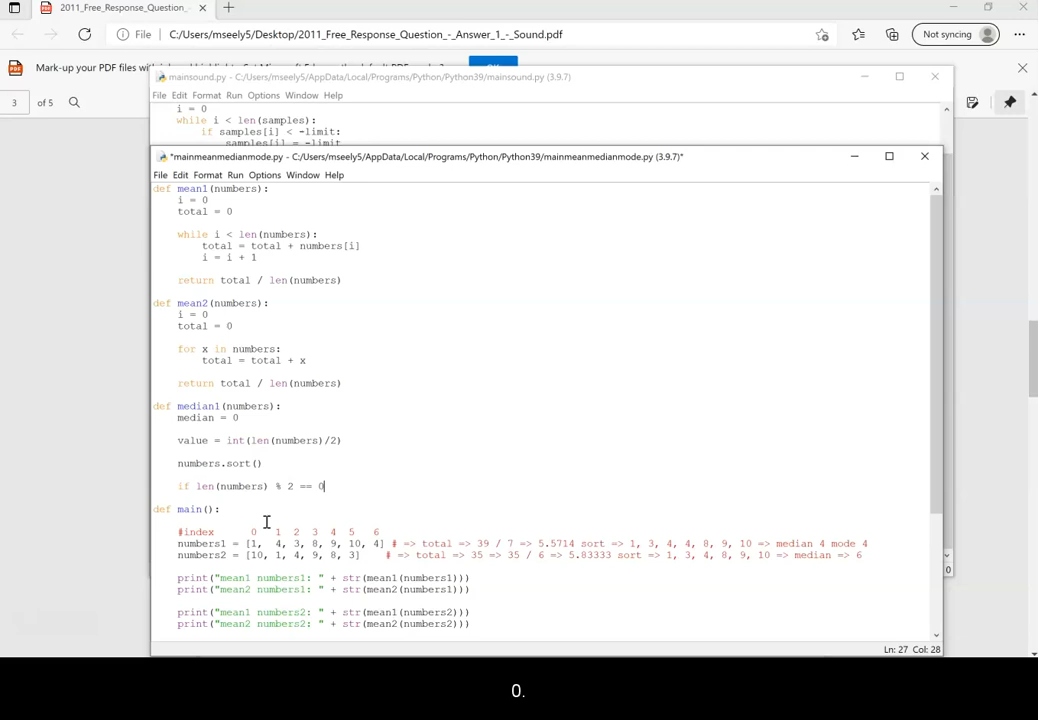 2011_Free_Response_Question_-
File C:/Users/mseely5/Desktop/2011_Free_Response_Question_-_Answer_1_-_Sound.pdf Not syncing
Mark-up your PDF files with
3 of 5
mainsound.py - C:/Users/mseely5/AppData/Local/Programs/Python/Python39/mainsound.py (3.9.7)
File Edit Format Run Options Window Help
i = 0
while i < len(samples):
if samples[i] < -limit:
samples[i] = -limit
*mainmeanmedianmode.py - C:/Users/mseely5/AppData/Local/Programs/Python/Python39/mainmeanmedianmode.py (3.9.7)*
File Edit Format Run Options Window Help
def mean1(numbers):
i = 0
total = 0
while i < len(numbers):
total = total + numbers[i]
i = i + 1
return total / len(numbers)
def mean2(numbers):
i = 0
total = 0
for x in numbers:
total = total + x
return total / len(numbers)
def median1(numbers):
median = 0
value = int(len(numbers)/2)
numbers.sort()
if len(numbers) % 2 == 0
def main():
#index 0 1 2 3 4 5 6
numbers1 = [1, 4, 3, 8, 9, 10, 4] # => total => 39 / 7 => 5.5714 sort => 1, 3, 4, 4, 8, 9, 10 => median 4 mode 4
numbers2 = [10, 1, 4, 9, 8, 3] # => total => 35 => 35 / 6 => 5.83333 sort => 1, 3, 4, 8, 9, 10 => median => 6
print("mean1 numbers1: " + str(mean1(numbers1)))
print("mean2 numbers1: " + str(mean2(numbers1)))
print("mean1 numbers2: " + str(mean1(numbers2)))
print("mean2 numbers2: " + str(mean2(numbers2)))
0
Ln: 27 Col: 28
0.